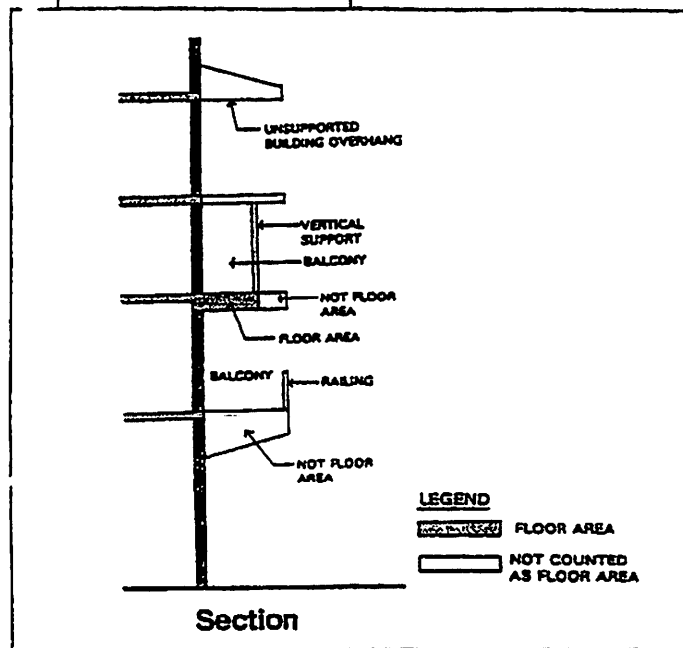 UNSUPPORTED
BUILDING OVERHANG
VERTICAL
SUPPORT
BALCONY
NOT FLOOR
AREA
FLOOR AREA
BALCONY
RAILING
NOT FLOOR
AREA
LEGEND
FLOOR AREA
NOT COUNTED
AS FLOOR AREA
Section